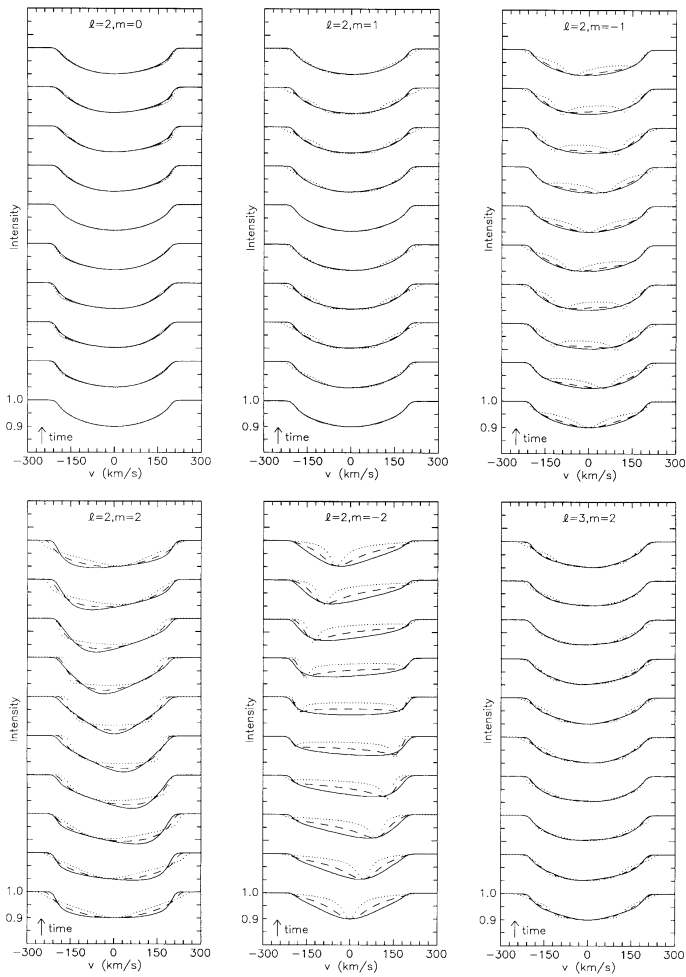 ℓ=2,m=0
Intensity
1.0
0.9
time
-300 -150 0 150 300
v (km/s)
ℓ=2,m=1
Intensity
1.0
0.9
time
-300 -150 0 150 300
v (km/s)
ℓ=2,m=-1
Intensity
1.0
0.9
time
-300 -150 0 150 300
v (km/s)
ℓ=2,m=2
Intensity
1.0
0.9
time
-300 -150 0 150 300
v (km/s)
ℓ=2,m=-2
Intensity
1.0
0.9
time
-300 -150 0 150 300
v (km/s)
ℓ=3,m=2
Intensity
1.0
0.9
time
-300 -150 0 150 300
v (km/s)